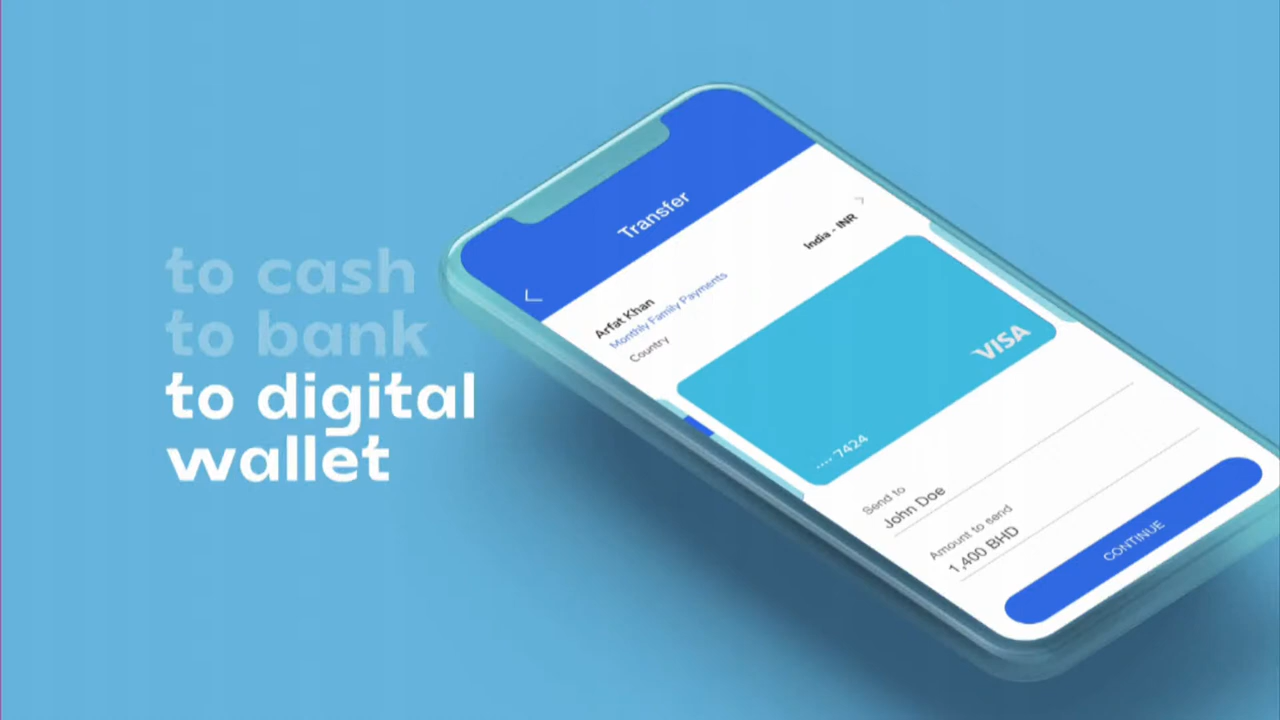 to cash
to bank
to digital
wallet
Transfer
Arfat Khan
Monthly Family Payments
Country
India - INR
VISA
.... 7424
Send to
John Doe
Amount to send
1,400 BHD
CONTINUE